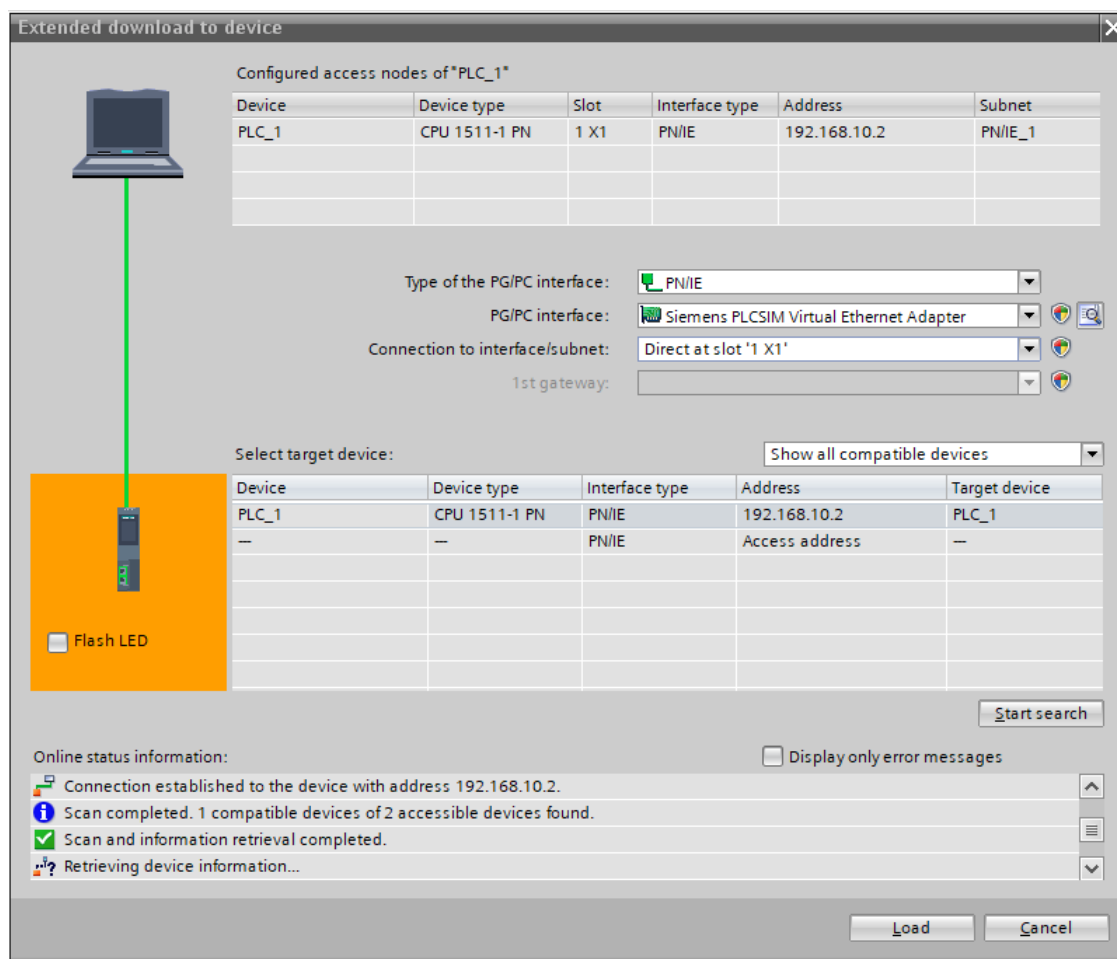 Extended download to device
Configured access nodes of "PLC_1"
Device Device type Slot Interface type Address Subnet
PLC_1 CPU 1511-1 PN 1 X1 PN/IE 192.168.10.2 PN/IE_1
Type of the PG/PC interface: PN/IE
PG/PC interface: Siemens PLCSIM Virtual Ethernet Adapter
Connection to interface/subnet: Direct at slot '1 X1'
1st gateway:
Select target device: Show all compatible devices
Device Device type Interface type Address Target device
PLC_1 CPU 1511-1 PN PN/IE 192.168.10.2 PLC_1
— — PN/IE Access address —
Flash LED
Start search
Online status information: Display only error messages
Connection established to the device with address 192.168.10.2.
Scan completed. 1 compatible devices of 2 accessible devices found.
Scan and information retrieval completed.
Retrieving device information...
Load Cancel